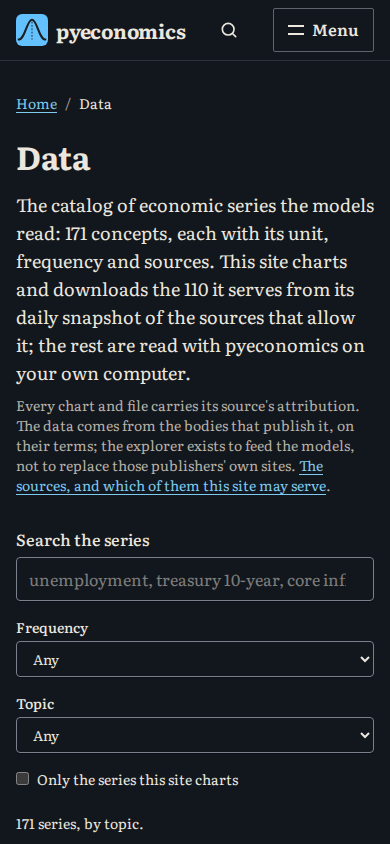 pyeconomics
Menu
Home / Data
Data
The catalog of economic series the models
read: 171 concepts, each with its unit,
frequency and sources. This site charts
and downloads the 110 it serves from its
daily snapshot of the sources that allow
it; the rest are read with pyeconomics on
your own computer.
Every chart and file carries its source's attribution.
The data comes from the bodies that publish it, on
their terms; the explorer exists to feed the models,
not to replace those publishers' own sites. The
sources, and which of them this site may serve.
Search the series
unemployment, treasury 10-year, core inf
Frequency
Any
Topic
Any
Only the series this site charts
171 series, by topic.